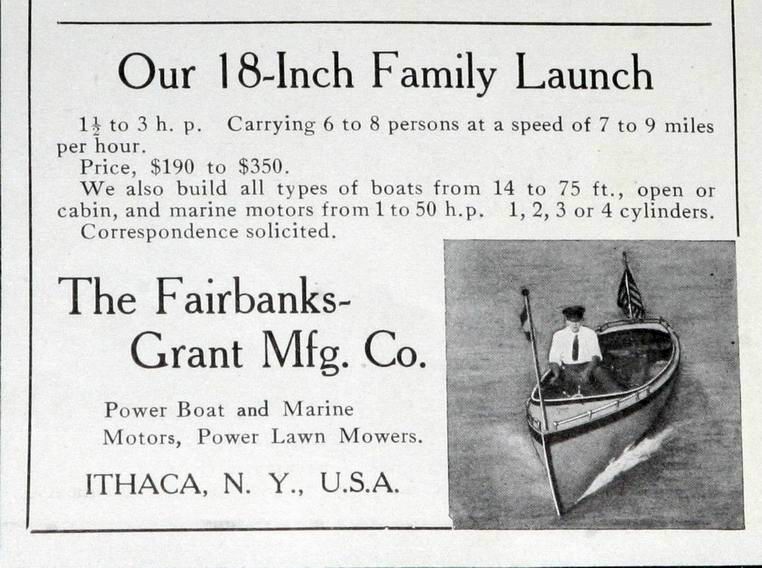 Our 18-Inch Family Launch
1½ to 3 h. p. Carrying 6 to 8 persons at a speed of 7 to 9 miles
per hour.
Price, $190 to $350.
We also build all types of boats from 14 to 75 ft., open or
cabin, and marine motors from 1 to 50 h.p. 1, 2, 3 or 4 cylinders.
Correspondence solicited.
The Fairbanks-
Grant Mfg. Co.
Power Boat and Marine
Motors, Power Lawn Mowers.
ITHACA, N. Y., U.S.A.